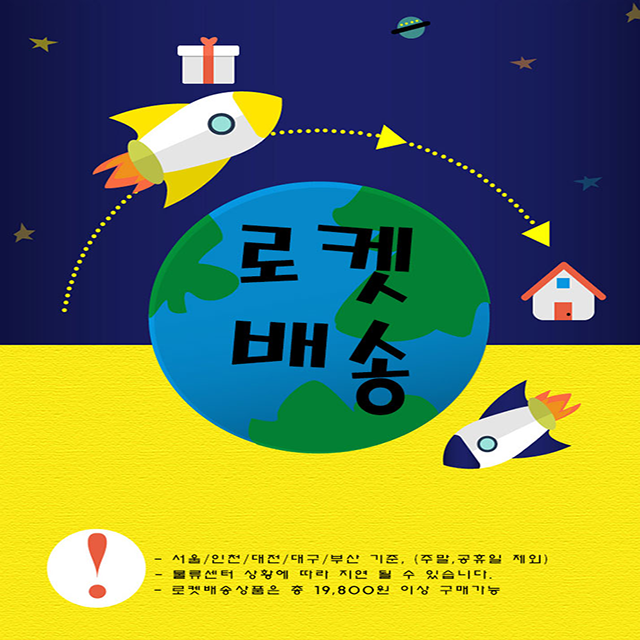 로켓
배송
- 서울/인천/대전/대구/부산 기준, (주말,공휴일 제외)
- 물류센터 상황에 따라 지연 될 수 있습니다.
- 로켓배송상품은 총 19,800원 이상 구매가능